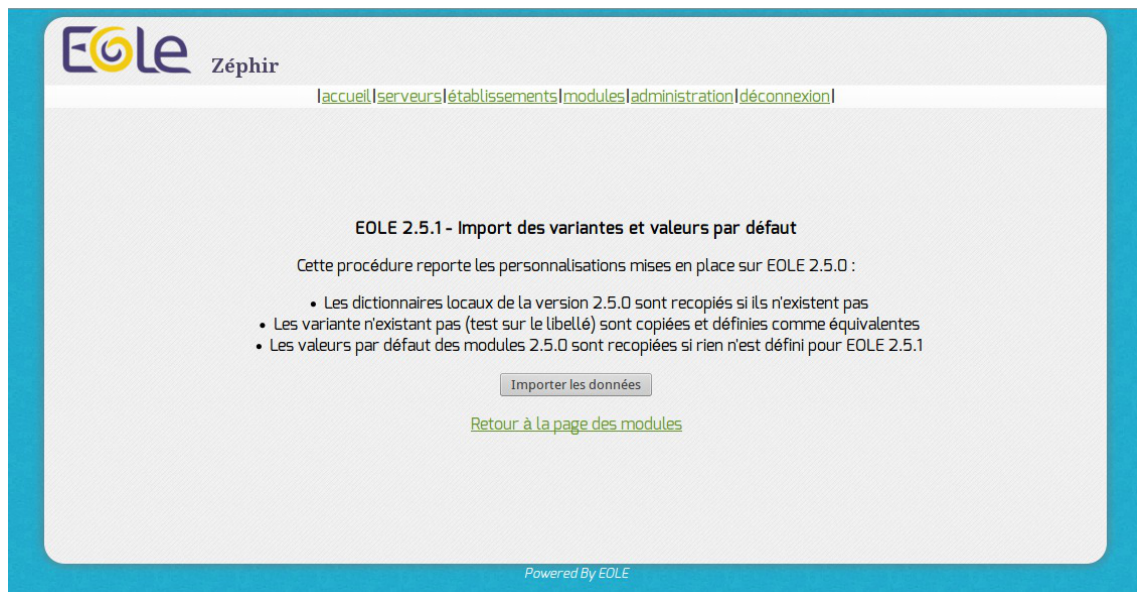 Eole Zéphir
|accueil|serveurs|établissements|modules|administration|déconnexion|
EOLE 2.5.1 - Import des variantes et valeurs par défaut
Cette procédure reporte les personnalisations mises en place sur EOLE 2.5.0 :
• Les dictionnaires locaux de la version 2.5.0 sont recopiés si ils n'existent pas
• Les variante n'existant pas (test sur le libellé) sont copiées et définies comme équivalentes
• Les valeurs par défaut des modules 2.5.0 sont recopiées si rien n'est défini pour EOLE 2.5.1
Importer les données
Retour à la page des modules
Powered By EOLE